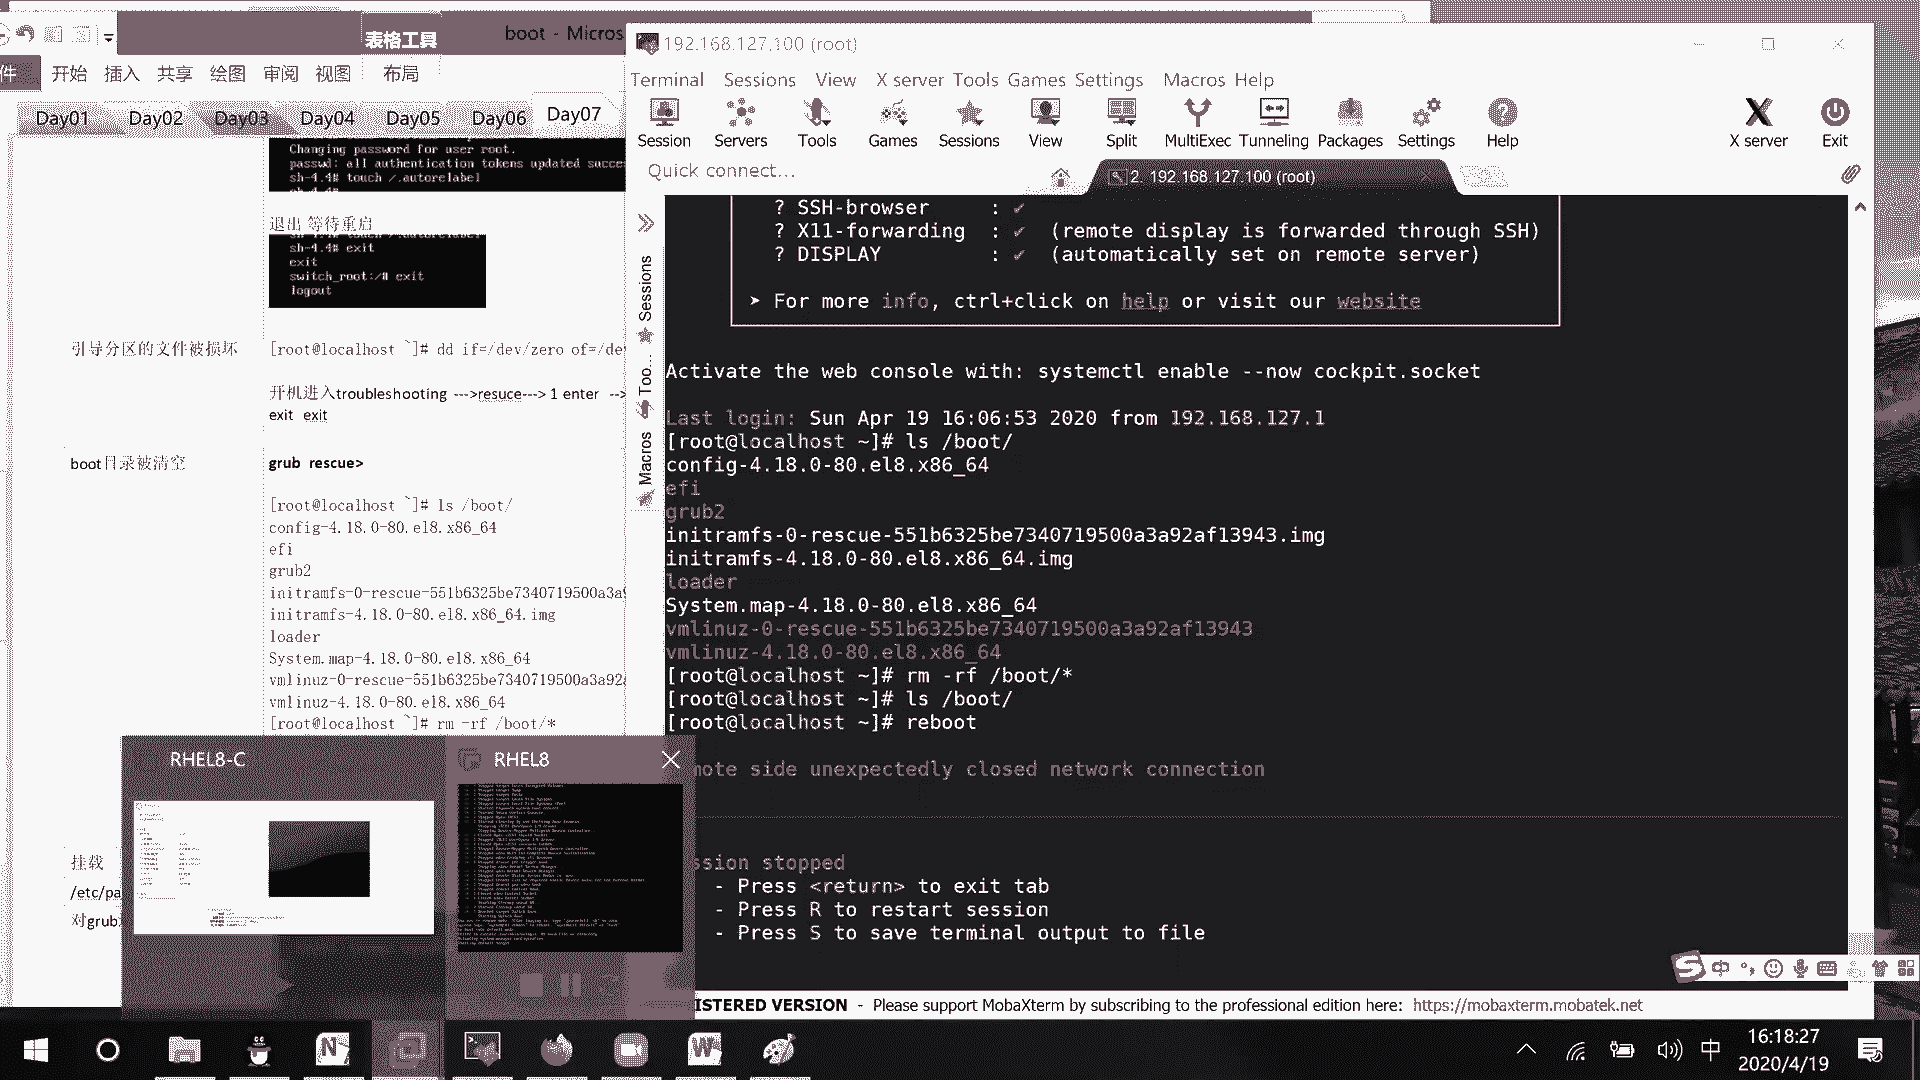 表格工具
boot - Micros
件
开始 插入 共享 绘图 审阅 视图 布局
Day01 Day02 Day03 Day04 Day05 Day06 Day07
Changing password for user root.
passwd: all authentication tokens updated succe
sh-4.4# touch /.autorelabel
退出 等待重启
sh-4.4# exit
exit
switch_root:/# exit
logout
引导分区的文件被损坏
[root@localhost ~]# dd if=/dev/zero of=/de
开机进入troubleshooting --->resuce---> 1 enter -->
exit exit
boot目录被清空
grub rescue>
[root@localhost ~]# ls /boot/
config-4.18.0-80.el8.x86_64
efi
grub2
initramfs-0-rescue-551b6325be7340719500a3a9
initramfs-4.18.0-80.el8.x86_64.img
loader
System.map-4.18.0-80.el8.x86_64
vmlinuz-0-rescue-551b6325be7340719500a3a92
vmlinuz-4.18.0-80.el8.x86_64
[root@localhost ~]# rm -rf /boot/*
挂载
/etc/pa
对grub
RHEL8-C
RHEL8
192.168.127.100 (root)
Terminal Sessions View X server Tools Games Settings Macros Help
Session Servers Tools Games Sessions View Split MultiExec Tunneling Packages Settings Help X server Exit
Quick connect...
2. 192.168.127.100 (root)
Sessions
Too...
Macros
? SSH-browser : ✓
? X11-forwarding : ✓ (remote display is forwarded through SSH)
? DISPLAY : ✓ (automatically set on remote server)
➤ For more info, ctrl+click on help or visit our website
Activate the web console with: systemctl enable --now cockpit.socket
Last login: Sun Apr 19 16:06:53 2020 from 192.168.127.1
[root@localhost ~]# ls /boot/
config-4.18.0-80.el8.x86_64
efi
grub2
initramfs-0-rescue-551b6325be7340719500a3a92af13943.img
initramfs-4.18.0-80.el8.x86_64.img
loader
System.map-4.18.0-80.el8.x86_64
vmlinuz-0-rescue-551b6325be7340719500a3a92af13943
vmlinuz-4.18.0-80.el8.x86_64
[root@localhost ~]# rm -rf /boot/*
[root@localhost ~]# ls /boot/
[root@localhost ~]# reboot
mote side unexpectedly closed network connection
ssion stopped
- Press <return> to exit tab
- Press R to restart session
- Press S to save terminal output to file
ISTERED VERSION - Please support MobaXterm by subscribing to the professional edition here: https://mobaxterm.mobatek.net
中
中
16:18:27
2020/4/19